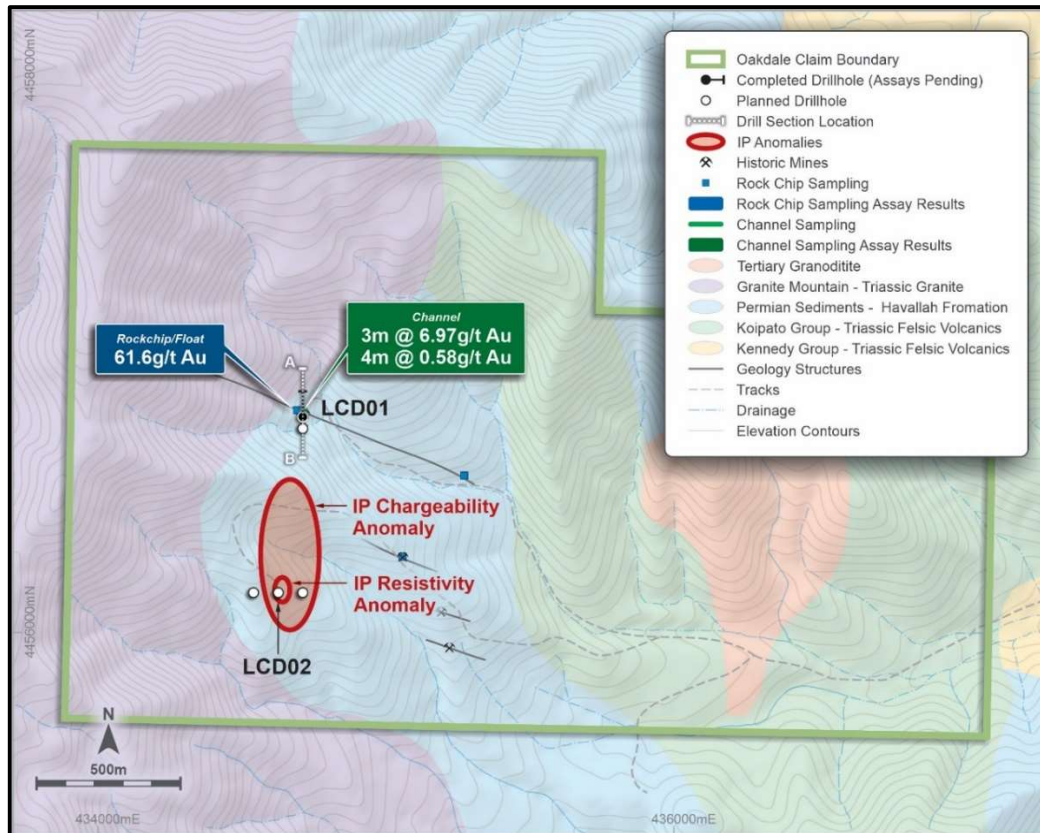 4458000mN
Oakdale Claim Boundary
Completed Drillhole (Assays Pending)
Planned Drillhole
Drill Section Location
IP Anomalies
Historic Mines
Rock Chip Sampling
Rock Chip Sampling Assay Results
Channel Sampling
Channel Sampling Assay Results
Tertiary Granoditite
Granite Mountain - Triassic Granite
Permian Sediments - Havallah Fromation
Koipato Group - Triassic Felsic Volcanics
Kennedy Group - Triassic Felsic Volcanics
Geology Structures
Tracks
Drainage
Elevation Contours
Rockchip/Float
61.6g/t Au
Channel
3m @ 6.97g/t Au
4m @ 0.58g/t Au
A
LCD01
B
IP Chargeability
Anomaly
IP Resistivity
Anomaly
LCD02
4456000mN
N
500m
434000mE
436000mE